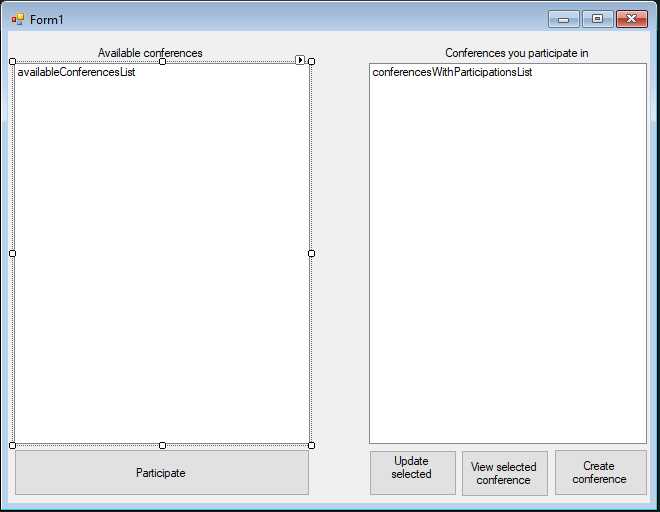 Form1
Available conferences
Conferences you participate in
availableConferencesList
conferencesWithParticipationsList
Participate
Update
selected
View selected
conference
Create
conference